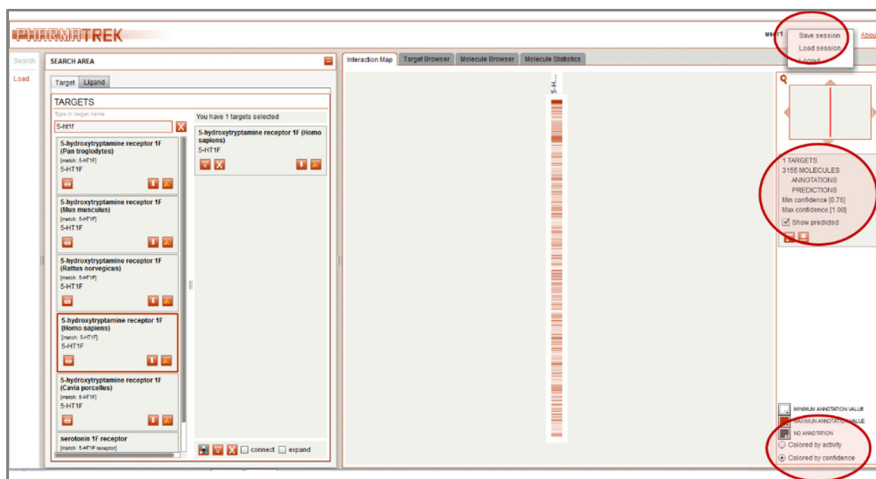 PHARMATREK
user1
Save session
Load session
Logout
Abou
Search
Load
SEARCH AREA
Target
Ligand
TARGETS
Type in target name
5-ht1f
5-hydroxytryptamine receptor 1F
(Pan troglodytes)
[match: 5-HT1F]
5-HT1F
5-hydroxytryptamine receptor 1F
(Mus musculus)
[match: 5-HT1F]
5-HT1F
5-hydroxytryptamine receptor 1F
(Rattus norvegicus)
[match: 5-HT1F]
5-HT1F
5-hydroxytryptamine receptor 1F
(Homo sapiens)
[match: 5-HT1F]
5-HT1F
5-hydroxytryptamine receptor 1F
(Cavia porcellus)
[match: 5-HT1F]
5-HT1F
serotonin 1F receptor
[match: 5-HT1F receptor]
You have 1 targets selected
5-hydroxytryptamine receptor 1F (Homo
sapiens)
5-HT1F
connect
expand
Interaction Map
Target Browser
Molecule Browser
Molecule Statistics
5-H...
1 TARGETS
3155 MOLECULES
ANNOTATIONS
PREDICTIONS
Min confidence [0.75]
Max confidence [1.00]
Show predicted
MINIMUM ANNOTATION VALUE
MAXIMUM ANNOTATION VALUE
NO ANNOTATION
Colored by activity
Colored by confidence